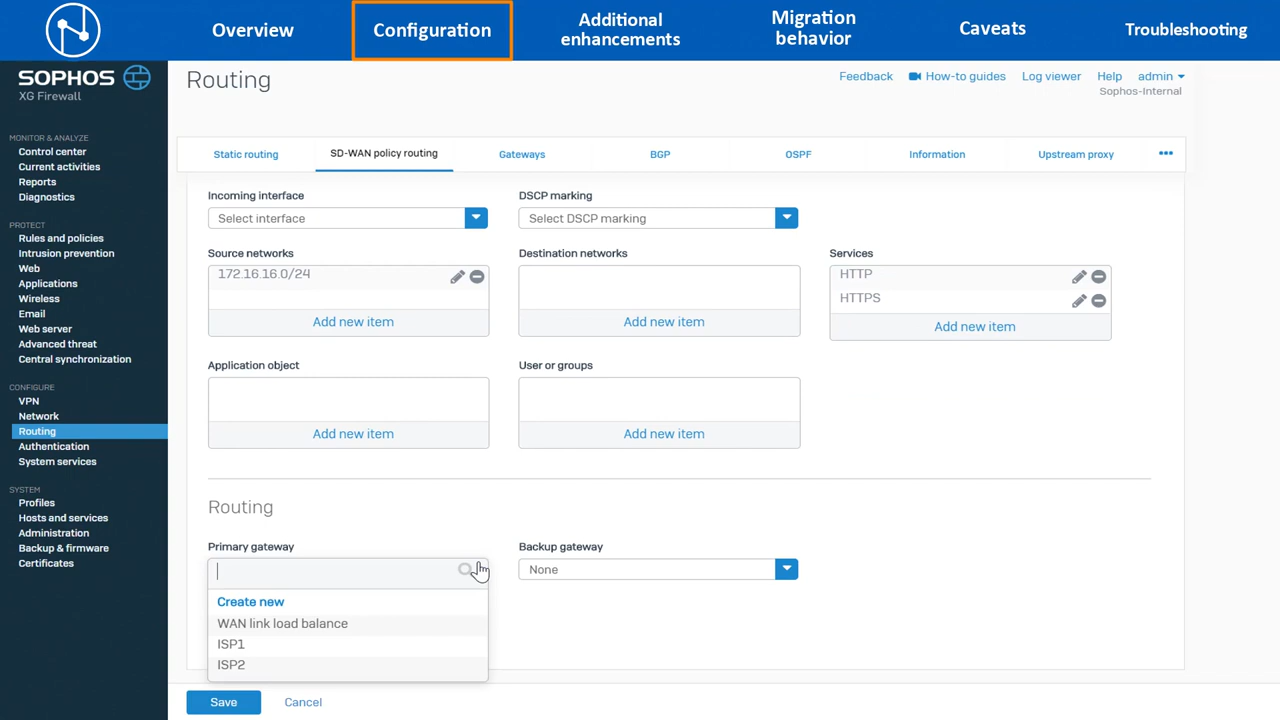 Overview
Configuration
Additional
enhancements
Migration
behavior
Caveats
Troubleshooting
SOPHOS
XG Firewall
Routing
Feedback
How-to guides
Log viewer
Help
admin
Sophos-Internal
MONITOR & ANALYZE
Control center
Current activities
Reports
Diagnostics
PROTECT
Rules and policies
Intrusion prevention
Web
Applications
Wireless
Email
Web server
Advanced threat
Central synchronization
CONFIGURE
VPN
Network
Routing
Authentication
System services
SYSTEM
Profiles
Hosts and services
Administration
Backup & firmware
Certificates
Static routing
SD-WAN policy routing
Gateways
BGP
OSPF
Information
Upstream proxy
•••
Incoming interface
Select interface
DSCP marking
Select DSCP marking
Source networks
172.16.16.0/24
Add new item
Destination networks
Add new item
Services
HTTP
HTTPS
Add new item
Application object
Add new item
User or groups
Add new item
Routing
Primary gateway
Create new
WAN link load balance
ISP1
ISP2
Backup gateway
None
Save
Cancel